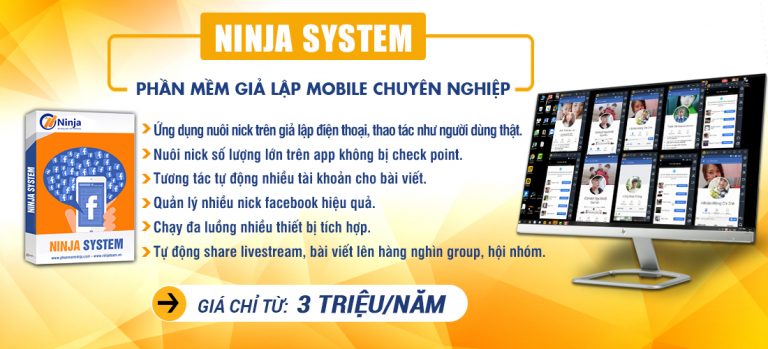 NINJA SYSTEM
PHẦN MỀM GIẢ LẬP MOBILE CHUYÊN NGHIỆP
Ninja
Ứng dụng nuôi nick trên giả lập điện thoại, thao tác như người dùng thật.
Nuôi nick số lượng lớn trên app không bị check point.
Tương tác tự động nhiều tài khoản cho bài viết.
Quản lý nhiều nick facebook hiệu quả.
Chạy đa luồng nhiều thiết bị tích hợp.
Tự động share livestream, bài viết lên hàng nghìn group, hội nhóm.
NINJA SYSTEM
NINJA SYSTEM
GIÁ CHỈ TỪ: 3 TRIỆU/NĂM